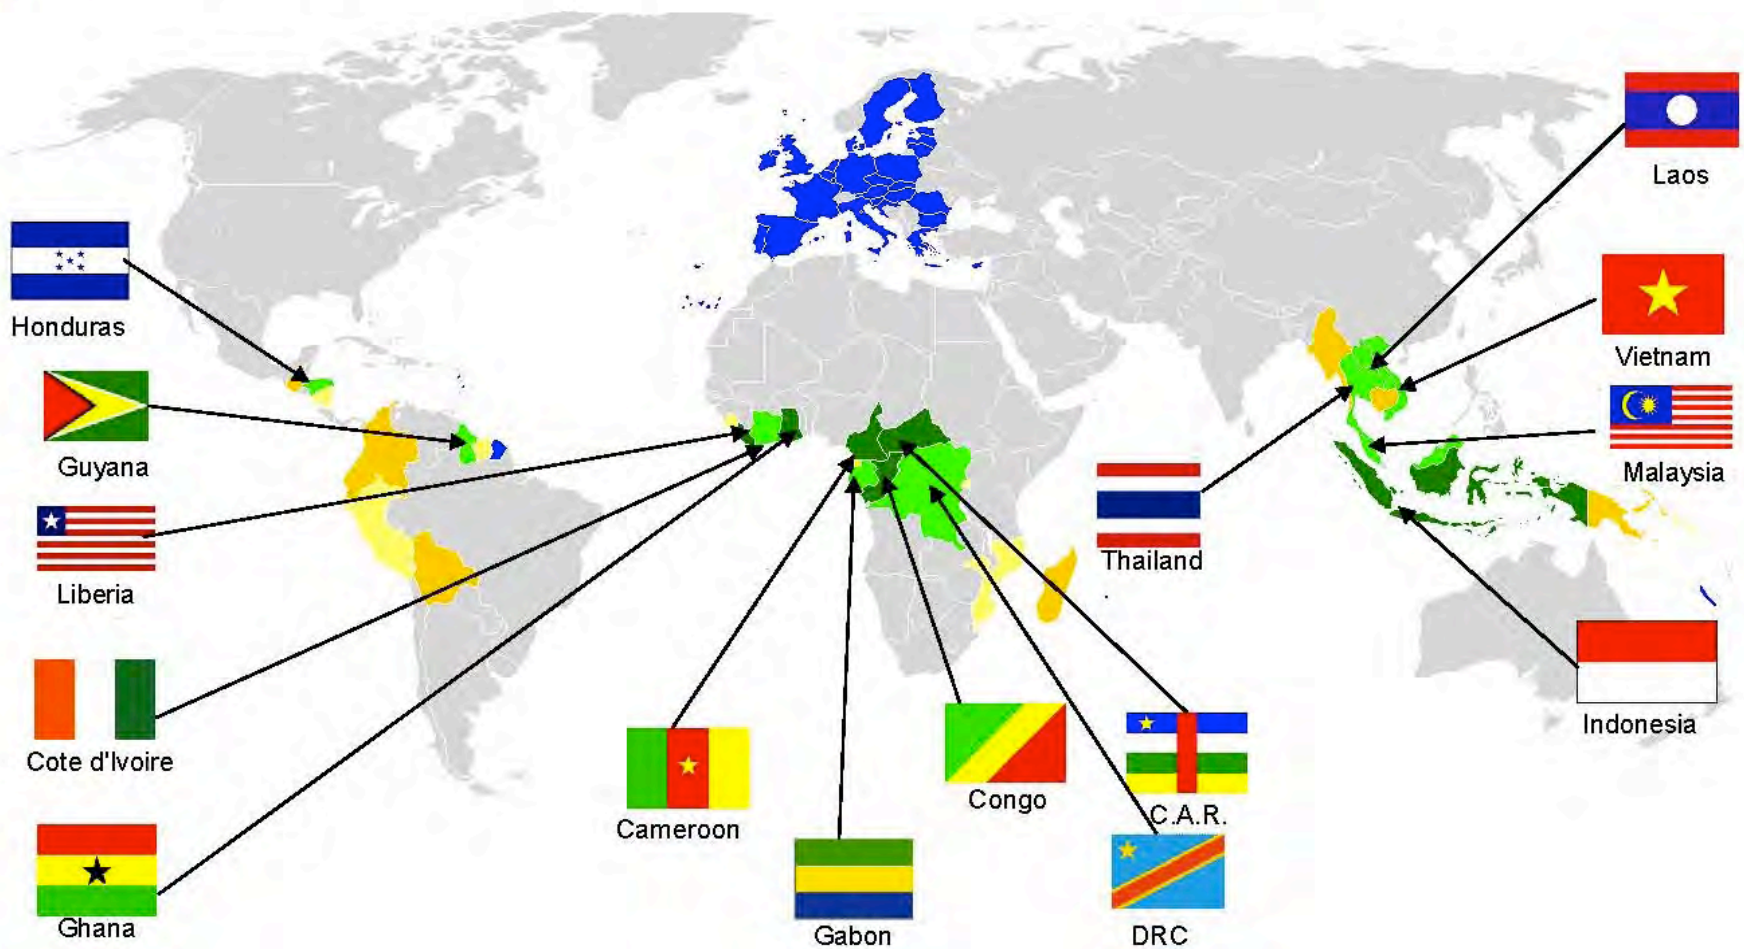 Laos
Honduras
Vietnam
Guyana
Malaysia
Liberia
Thailand
Cote d'Ivoire
Indonesia
Cameroon
Congo
C.A.R.
Ghana
Gabon
DRC